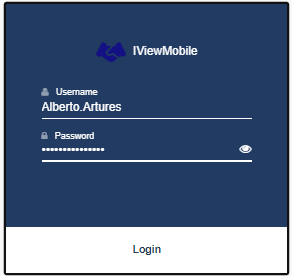 IViewMobile
Username
Alberto.Artures
Password
•••••••••••••••
Login